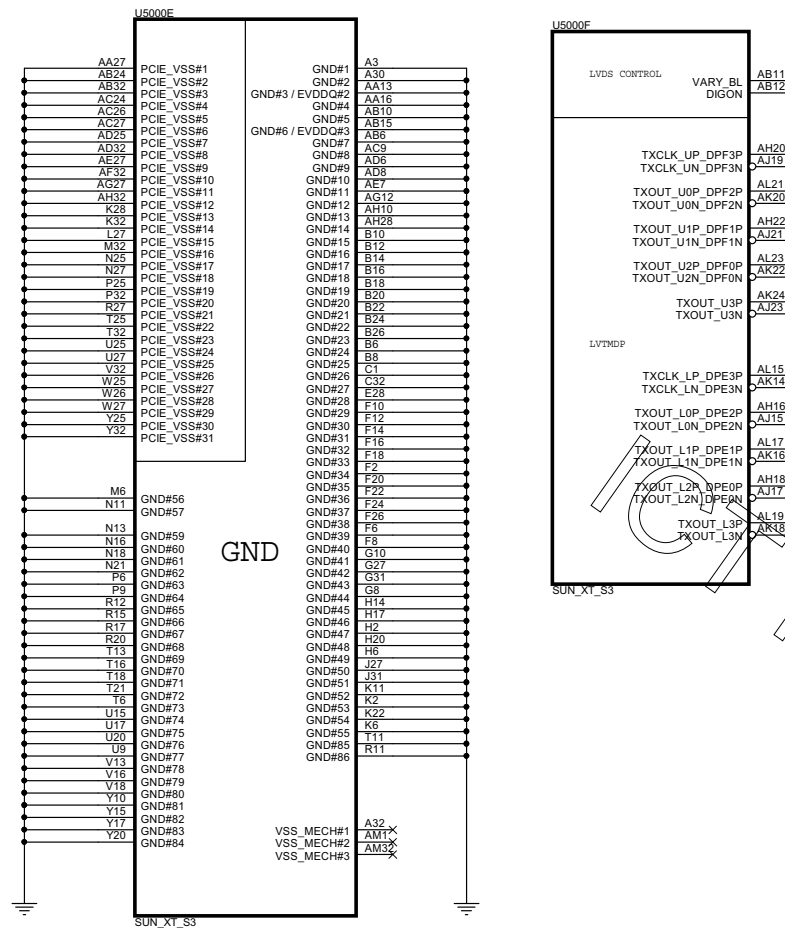 U5000E
AA27 PCIE_VSS#1
AB24 PCIE_VSS#2
AB32 PCIE_VSS#3
AC24 PCIE_VSS#4
AC26 PCIE_VSS#5
AC27 PCIE_VSS#6
AD25 PCIE_VSS#7
AD32 PCIE_VSS#8
AE27 PCIE_VSS#9
AF32 PCIE_VSS#10
AG27 PCIE_VSS#11
AH32 PCIE_VSS#12
K28 PCIE_VSS#13
K32 PCIE_VSS#14
L27 PCIE_VSS#15
M32 PCIE_VSS#16
N25 PCIE_VSS#17
N27 PCIE_VSS#18
P25 PCIE_VSS#19
P32 PCIE_VSS#20
R27 PCIE_VSS#21
T25 PCIE_VSS#22
T32 PCIE_VSS#23
U25 PCIE_VSS#24
U27 PCIE_VSS#25
V32 PCIE_VSS#26
W25 PCIE_VSS#27
W26 PCIE_VSS#28
W27 PCIE_VSS#29
Y25 PCIE_VSS#30
Y32 PCIE_VSS#31
M6 GND#56
N11 GND#57
N13 GND#59
N16 GND#60
N18 GND#61
N21 GND#62
P6 GND#63
P9 GND#64
R12 GND#65
R15 GND#66
R17 GND#67
R20 GND#68
T13 GND#69
T16 GND#70
T18 GND#71
T21 GND#72
T6 GND#73
U15 GND#74
U17 GND#75
U20 GND#76
U9 GND#77
V13 GND#78
V16 GND#79
V18 GND#80
Y10 GND#81
Y15 GND#82
Y17 GND#83
Y20 GND#84
GND
GND#1 A3
GND#2 A30
GND#3 / EVDDQ#2 AA13
GND#4 AA16
GND#5 AB10
GND#6 / EVDDQ#3 AB15
GND#7 AB6
GND#8 AC9
GND#9 AD6
GND#10 AD8
GND#11 AE7
GND#12 AG12
GND#13 AH10
GND#14 AH28
GND#15 B10
GND#16 B12
GND#17 B14
GND#18 B16
GND#19 B18
GND#20 B20
GND#21 B22
GND#22 B24
GND#23 B26
GND#24 B6
GND#25 B8
GND#26 C1
GND#27 C32
GND#28 E28
GND#29 F10
GND#30 F12
GND#31 F14
GND#32 F16
GND#33 F18
GND#34 F2
GND#35 F20
GND#36 F22
GND#37 F24
GND#38 F26
GND#39 F6
GND#40 F8
GND#41 G10
GND#42 G27
GND#43 G31
GND#44 G8
GND#45 H14
GND#46 H17
GND#47 H2
GND#48 H20
GND#49 H6
GND#50 J27
GND#51 J31
GND#52 K11
GND#53 K2
GND#54 K22
GND#55 K6
GND#85 T11
GND#86 R11
VSS_MECH#1 A32
VSS_MECH#2 AM1
VSS_MECH#3 AM32
SUN_XT_S3
U5000F
LVDS CONTROL
VARY_BL AB11
DIGON AB12
TXCLK_UP_DPF3P AH20
TXCLK_UN_DPF3N AJ19
TXOUT_U0P_DPF2P AL21
TXOUT_U0N_DPF2N AK20
TXOUT_U1P_DPF1P AH22
TXOUT_U1N_DPF1N AJ21
TXOUT_U2P_DPF0P AL23
TXOUT_U2N_DPF0N AK22
TXOUT_U3P AK24
TXOUT_U3N AJ23
LVTMDP
TXCLK_LP_DPE3P AL15
TXCLK_LN_DPE3N AK14
TXOUT_L0P_DPE2P AH16
TXOUT_L0N_DPE2N AJ15
TXOUT_L1P_DPE1P AL17
TXOUT_L1N_DPE1N AK16
TXOUT_L2P_DPE0P AH18
TXOUT_L2N_DPE0N AJ17
TXOUT_L3P AL19
TXOUT_L3N AK18
SUN_XT_S3